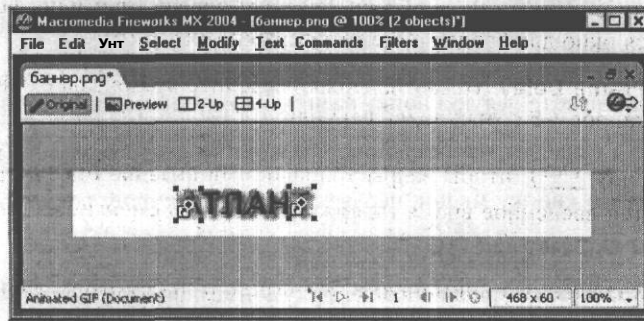 Macromedia Fireworks MX 2004 - [баннер.png @ 100% [2 objects]*]
File Edit Унт Select Modify Text Commands Filters Window Help
баннер.png*
Original Preview 2-Up 4-Up
АТЛАН
Animated GIF (Document) 1 468 x 60 100%